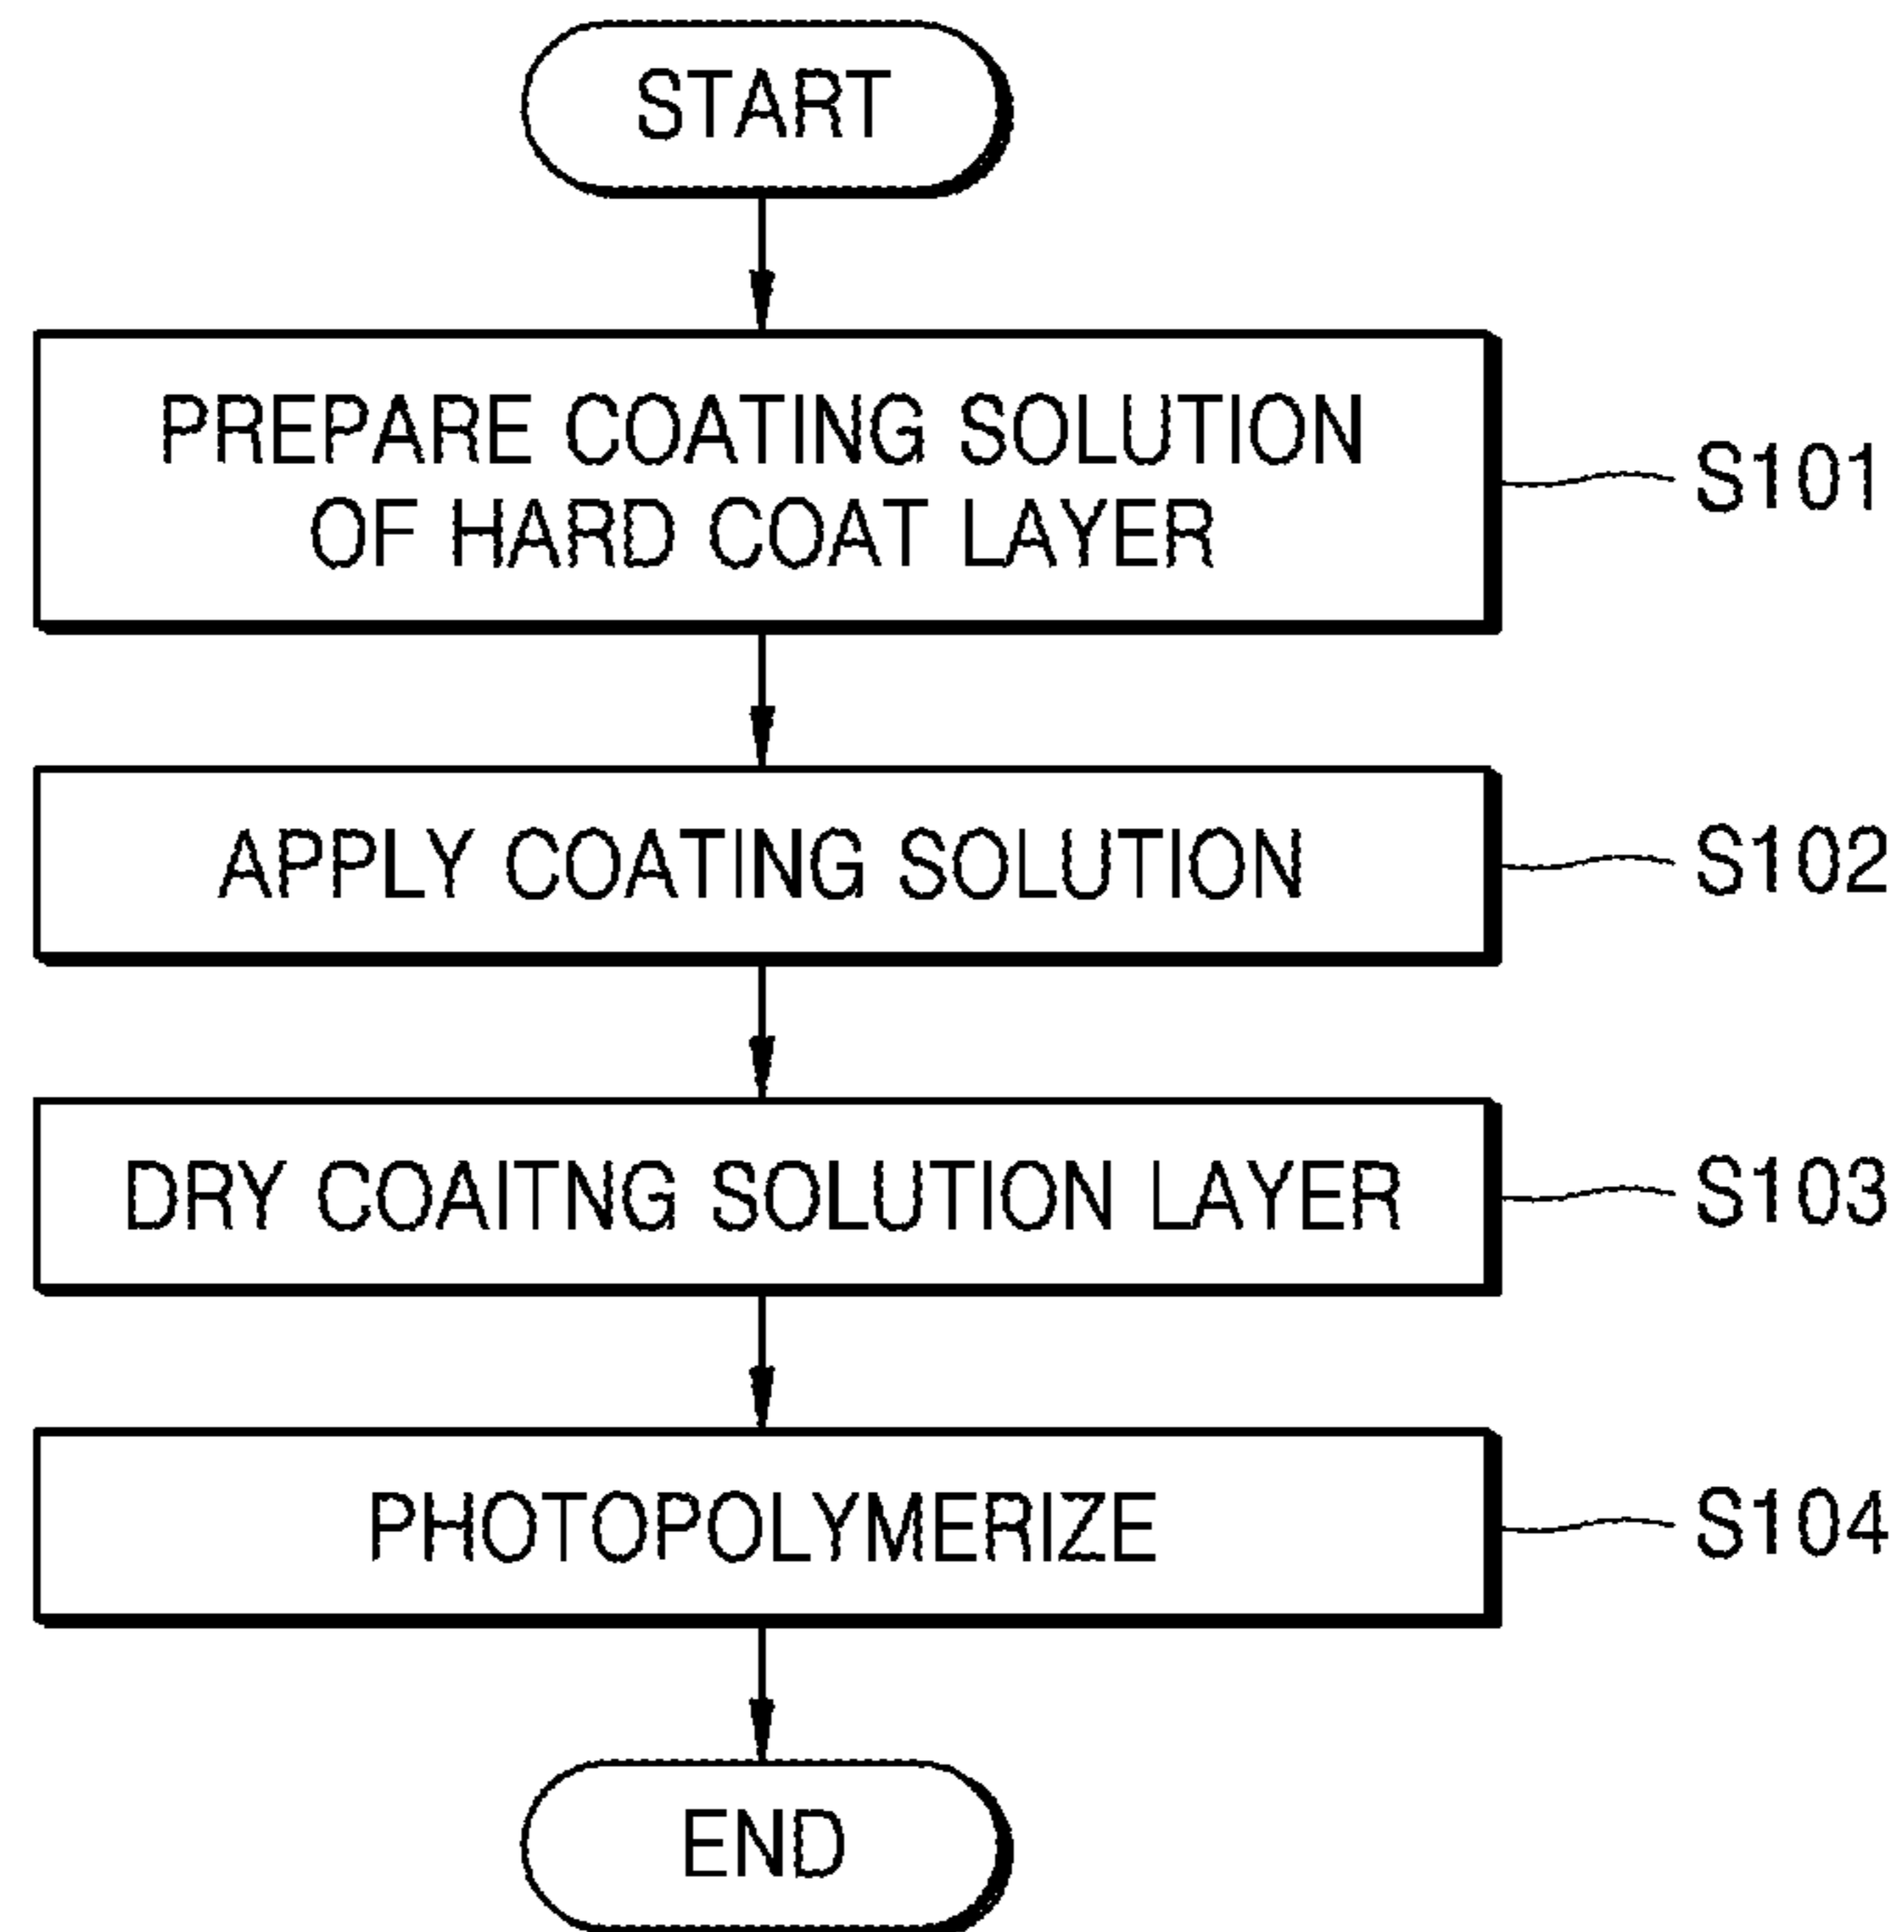 START
PREPARE COATING SOLUTION
OF HARD COAT LAYER
S101
APPLY COATING SOLUTION
S102
DRY COAITNG SOLUTION LAYER
S103
PHOTOPOLYMERIZE
S104
END